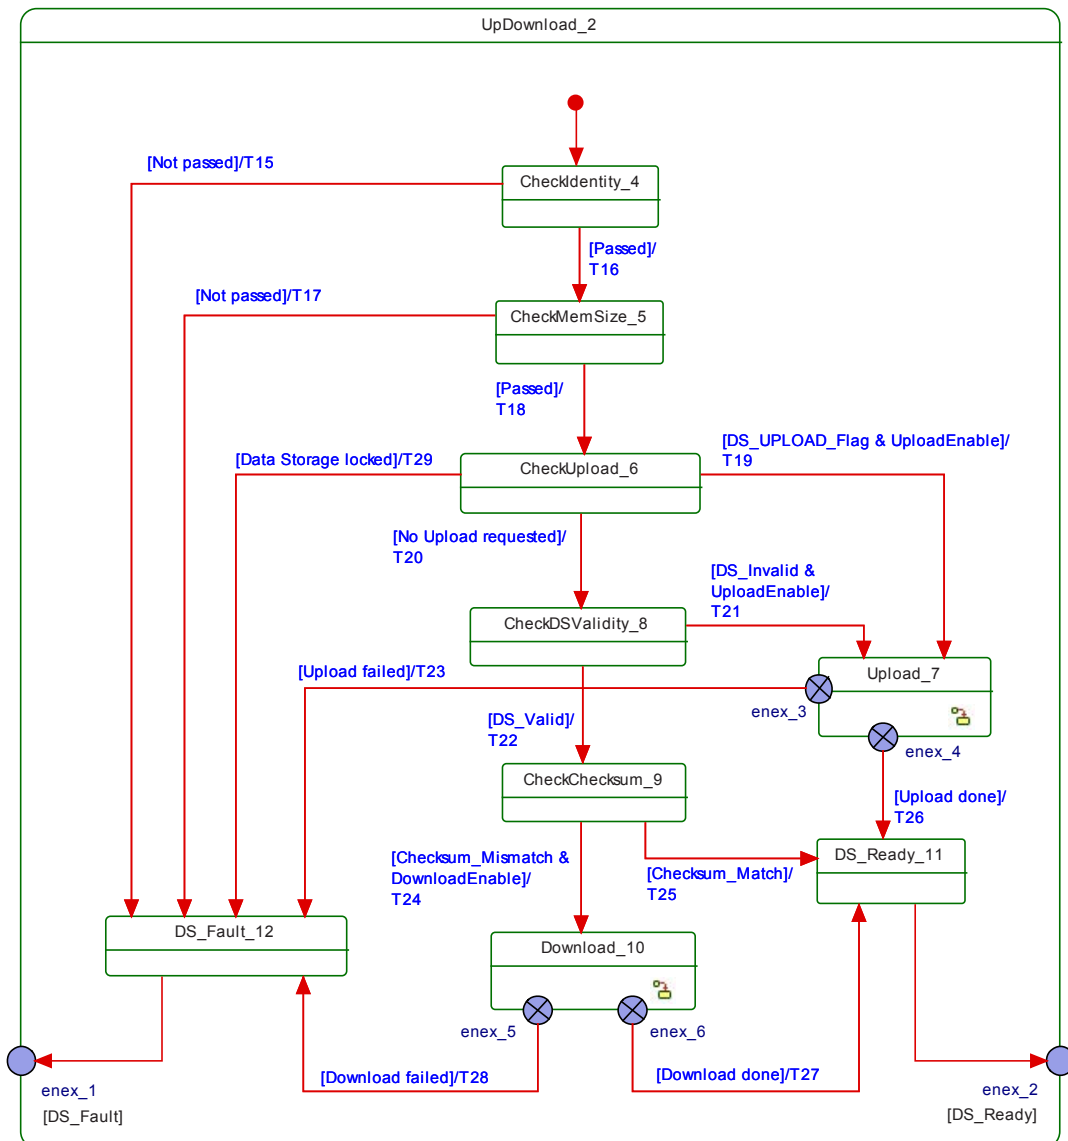 UpDownload_2
[Not passed]/T15
CheckIdentity_4
[Passed]/
T16
[Not passed]/T17
CheckMemSize_5
[Passed]/
T18
[DS_UPLOAD_Flag & UploadEnable]/
T19
[Data Storage locked]/T29
CheckUpload_6
[No Upload requested]/
T20
[DS_Invalid &
UploadEnable]/
T21
CheckDSValidity_8
[Upload failed]/T23
Upload_7
enex_3
[DS_Valid]/
T22
enex_4
CheckChecksum_9
[Upload done]/
T26
[Checksum_Mismatch &
DownloadEnable]/
T24
[Checksum_Match]/
T25
DS_Ready_11
DS_Fault_12
Download_10
enex_5
enex_6
[Download failed]/T28
[Download done]/T27
enex_1
[DS_Fault]
enex_2
[DS_Ready]